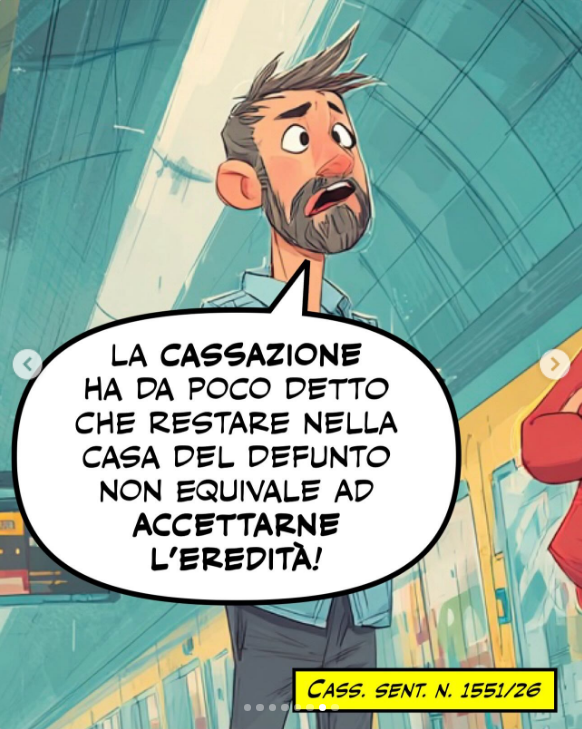 LA CASSAZIONE
HA DA POCO DETTO
CHE RESTARE NELLA
CASA DEL DEFUNTO
NON EQUIVALE AD
ACCETTARNE
L'EREDITÀ!
CASS. SENT. N. 1551/26